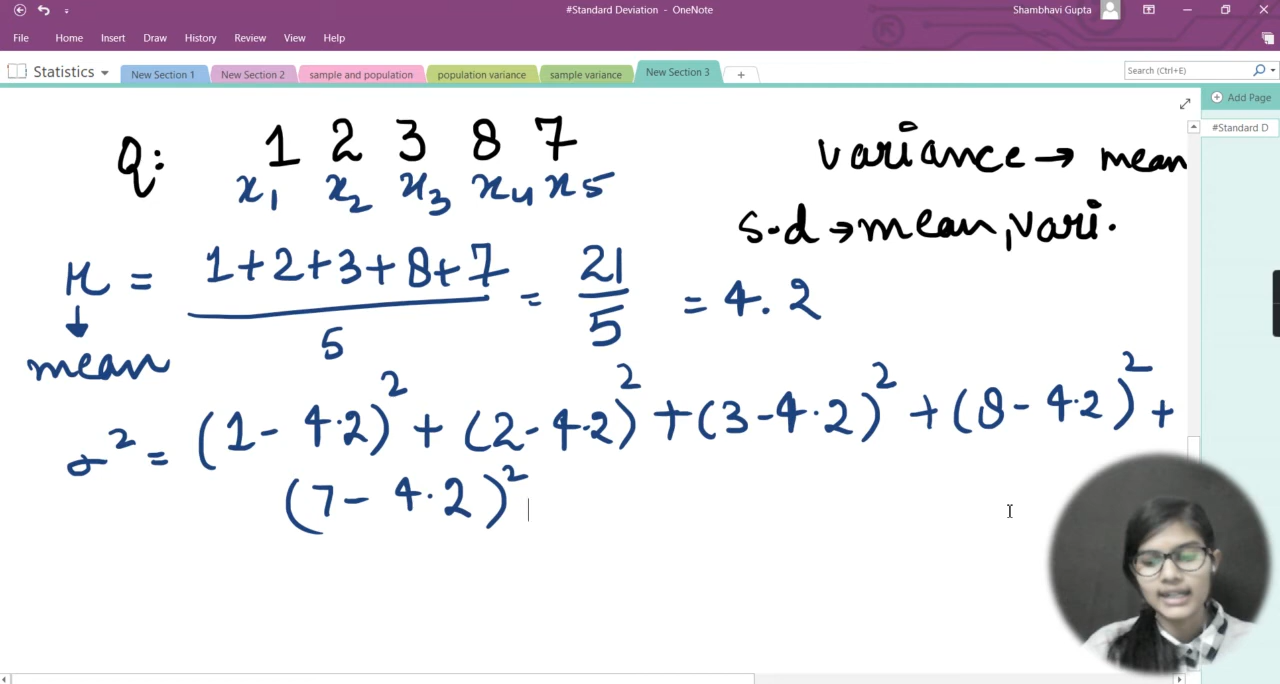 #Standard Deviation - OneNote
Shambhavi Gupta
File Home Insert Draw History Review View Help
Statistics New Section 1 New Section 2 sample and population population variance sample variance New Section 3 +
Search (Ctrl+E)
Add Page
#Standard D
Q: 1 2 3 8 7
x₁ x₂ x₃ x₄ x5
variance → mean
s.d → mean, vari.
μ = 1+2+3+8+7 / 5 = 21 / 5 = 4.2
mean
σ² = (1 - 4.2)² + (2 - 4.2)² + (3 - 4.2)² + (8 - 4.2)² +
(7 - 4.2)²